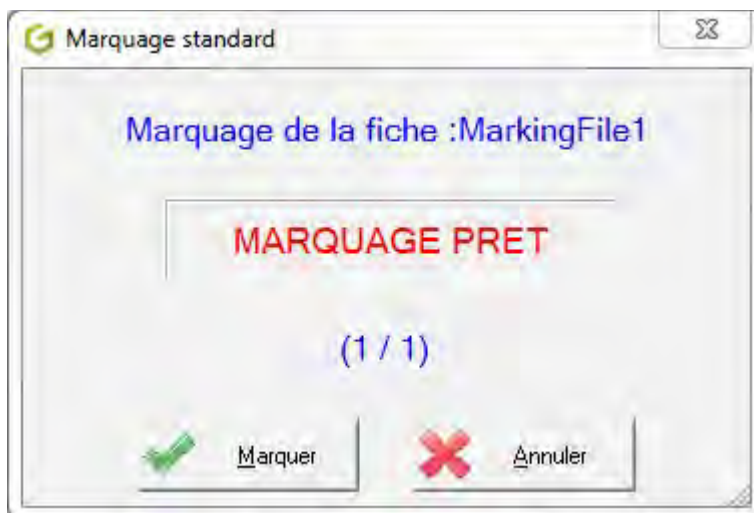 Marquage standard
Marquage de la fiche :MarkingFile1
MARQUAGE PRET
(1 / 1)
Marquer Annuler